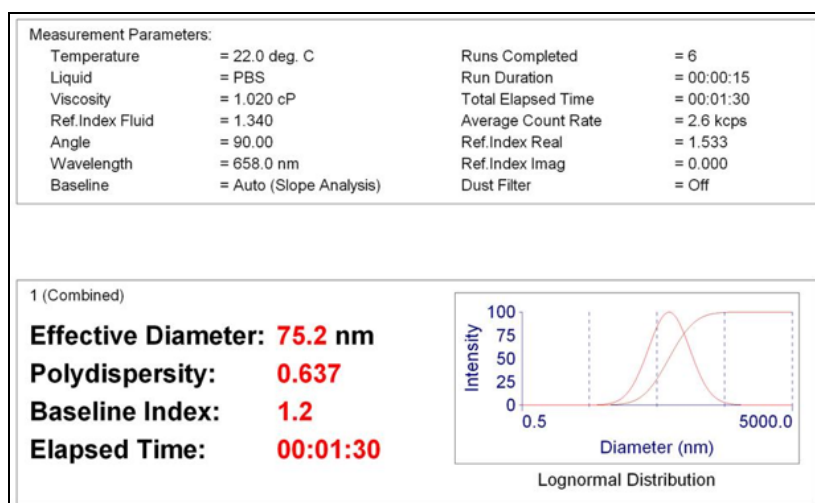 Measurement Parameters:
Temperature = 22.0 deg. C Runs Completed = 6
Liquid = PBS Run Duration = 00:00:15
Viscosity = 1.020 cP Total Elapsed Time = 00:01:30
Ref.Index Fluid = 1.340 Average Count Rate = 2.6 kcps
Angle = 90.00 Ref.Index Real = 1.533
Wavelength = 658.0 nm Ref.Index Imag = 0.000
Baseline = Auto (Slope Analysis) Dust Filter = Off
1 (Combined)
Effective Diameter: 75.2 nm
Polydispersity: 0.637
Baseline Index: 1.2
Elapsed Time: 00:01:30
Intensity
100
75
50
25
0
0.5 5000.0
Diameter (nm)
Lognormal Distribution